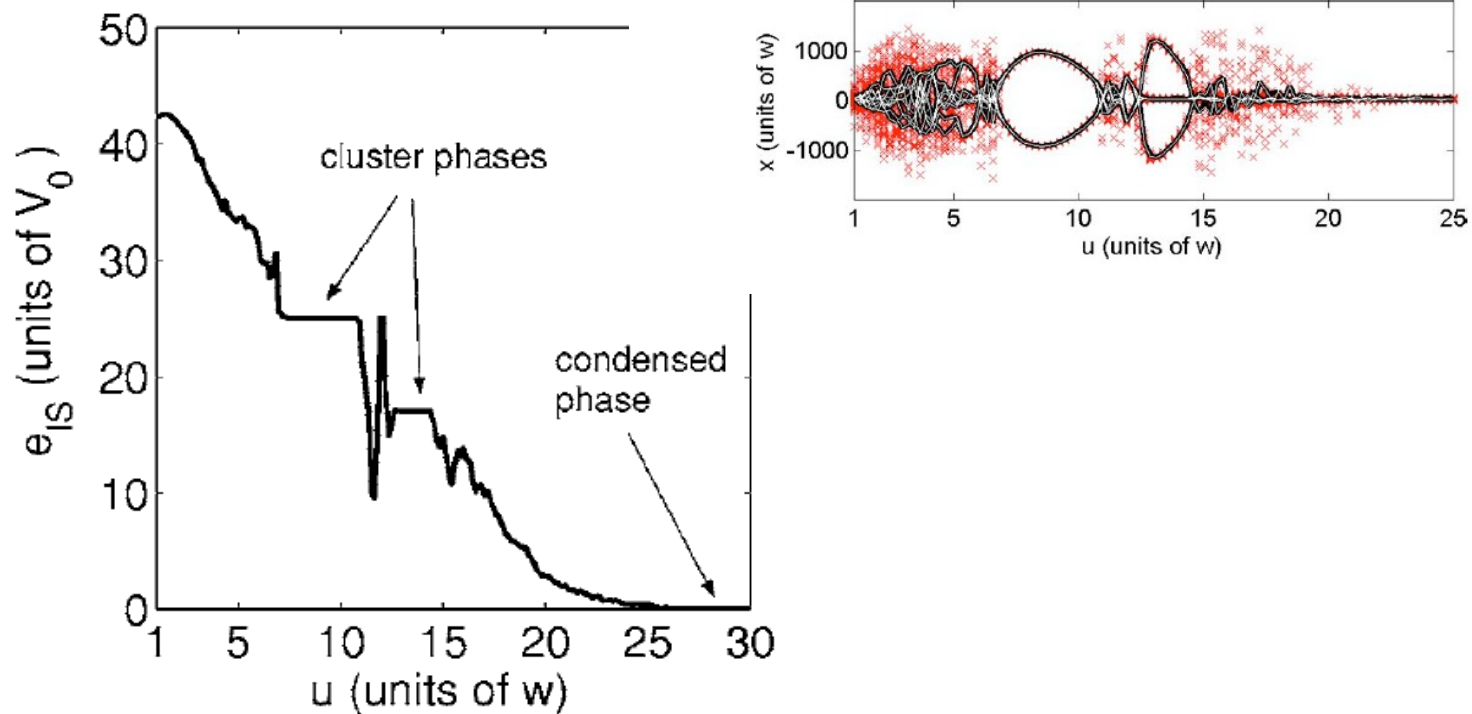 50
40
30
20
10
0
e_IS (units of V_0)
cluster phases
condensed
phase
1 5 10 15 20 25 30
u (units of w)
1000
0
-1000
x (units of w)
1 5 10 15 20 25
u (units of w)